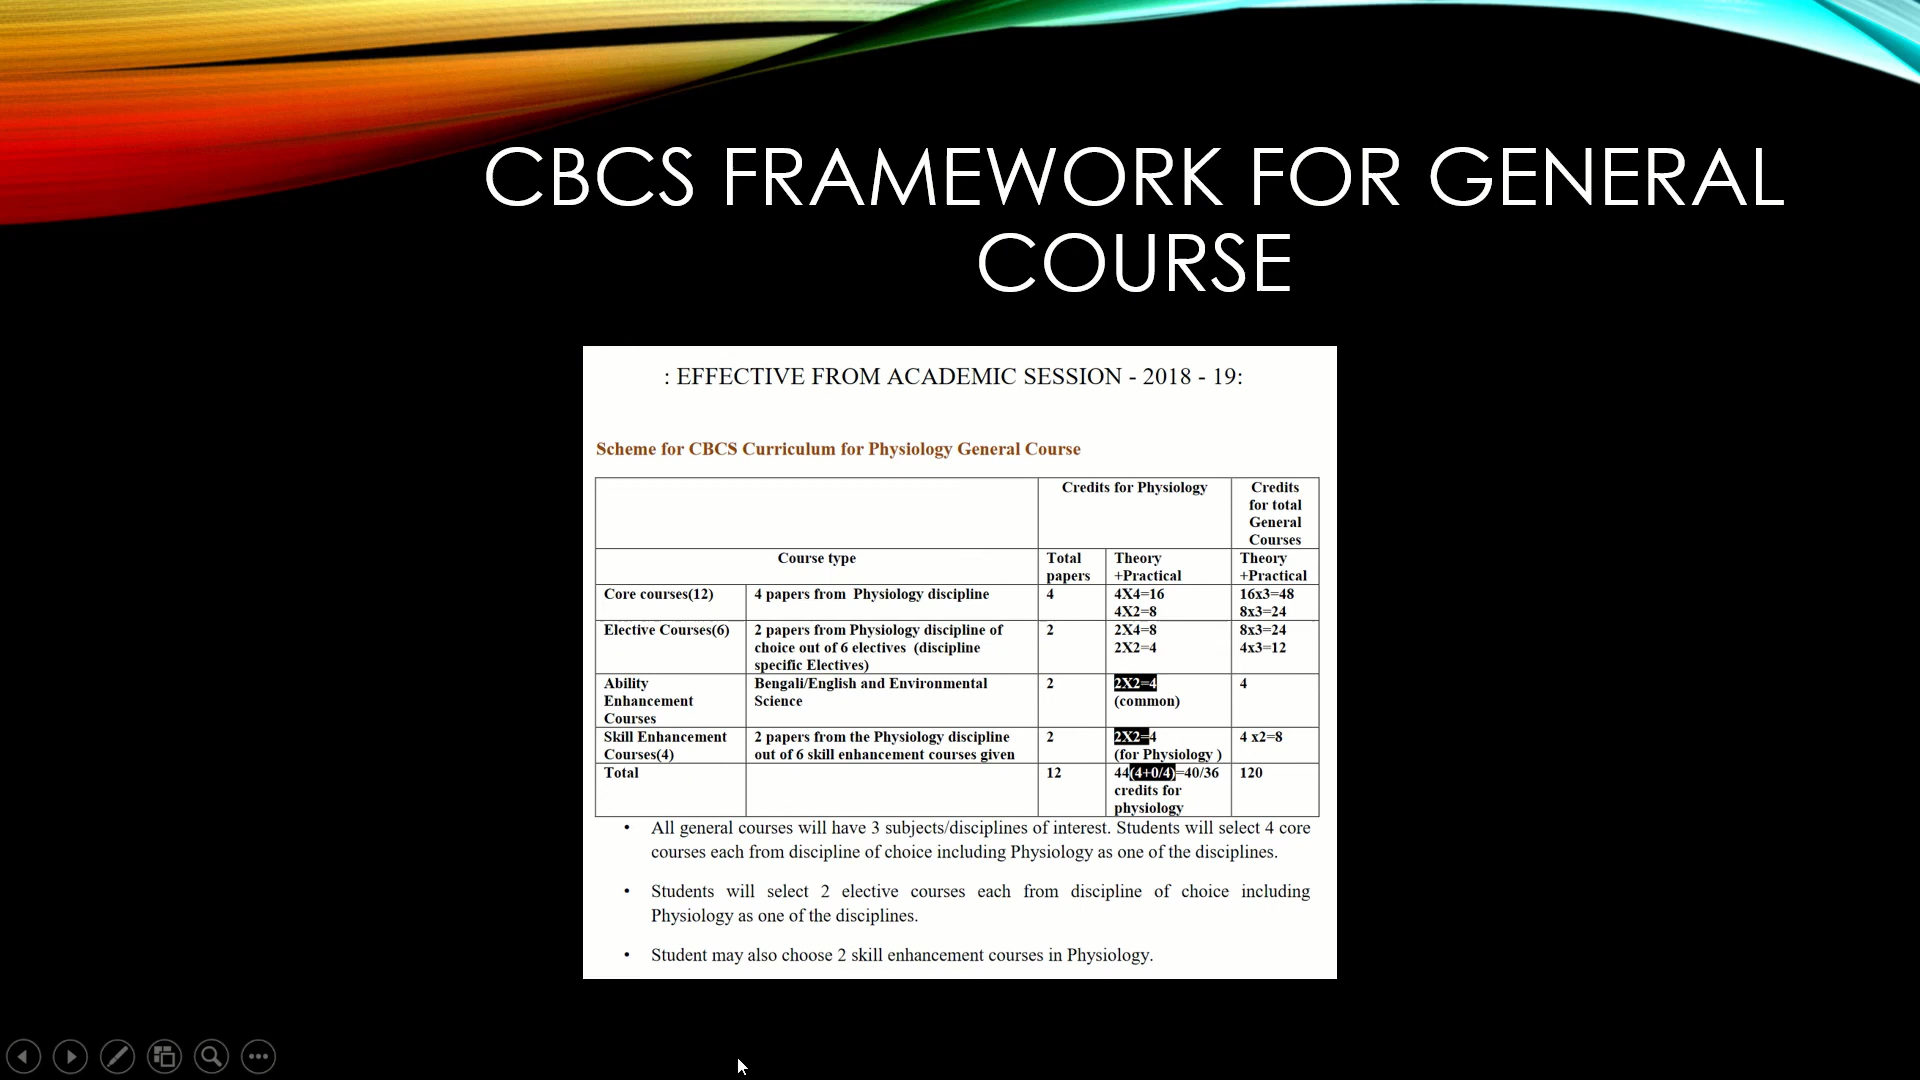 CBCS FRAMEWORK FOR GENERAL
COURSE
: EFFECTIVE FROM ACADEMIC SESSION - 2018 - 19:
Scheme for CBCS Curriculum for Physiology General Course
Credits for Physiology
Credits
for total
General
Courses
Course type
Total
papers
Theory
+Practical
Theory
+Practical
Core courses(12)
4 papers from Physiology discipline
4
4X4=16
4X2=8
16x3=48
8x3=24
Elective Courses(6)
2 papers from Physiology discipline of
choice out of 6 electives (discipline
specific Electives)
2
2X4=8
2X2=4
8x3=24
4x3=12
Ability
Enhancement
Courses
Bengali/English and Environmental
Science
2
2X2=4
(common)
4
Skill Enhancement
Courses(4)
2 papers from the Physiology discipline
out of 6 skill enhancement courses given
2
2X2=4
(for Physiology )
4 x2=8
Total
12
44(4+0/4)=40/36
credits for
physiology
120
• All general courses will have 3 subjects/disciplines of interest. Students will select 4 core
courses each from discipline of choice including Physiology as one of the disciplines.
• Students will select 2 elective courses each from discipline of choice including
Physiology as one of the disciplines.
• Student may also choose 2 skill enhancement courses in Physiology.